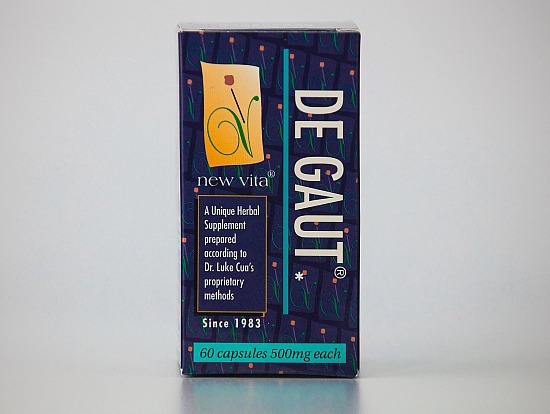 new vita®
A Unique Herbal
Supplement
prepared
according to
Dr. Luke Cua's
proprietary
methods
Since 1983
DE GAUT®*
60 capsules 500mg each